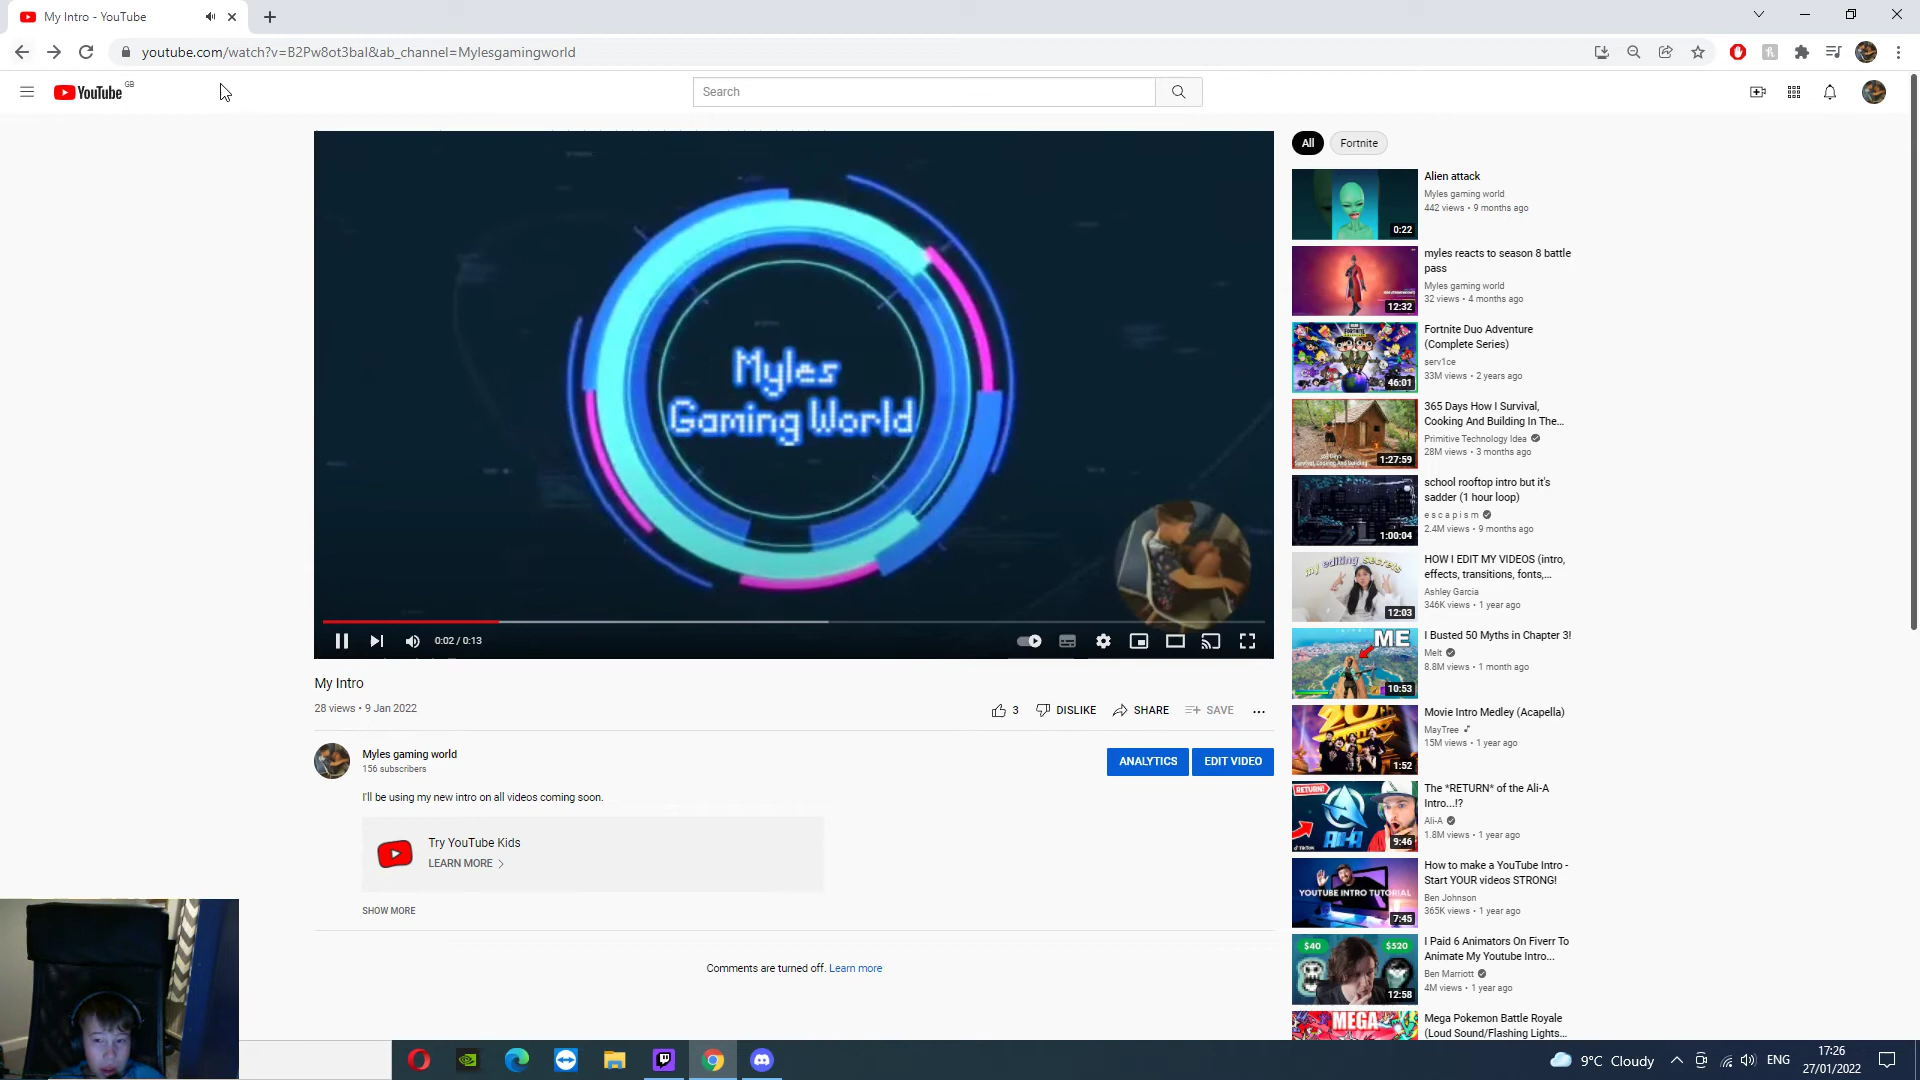 My Intro - YouTube
youtube.com/watch?v=B2Pw8ot3baI&ab_channel=Mylesgamingworld
YouTube GB
Search
Myles
Gaming World
0:02 / 0:13
My Intro
28 views • 9 Jan 2022
3 DISLIKE SHARE SAVE
Myles gaming world
156 subscribers
ANALYTICS EDIT VIDEO
I'll be using my new intro on all videos coming soon.
Try YouTube Kids
LEARN MORE
SHOW MORE
Comments are turned off. Learn more
All Fortnite
Alien attack
Myles gaming world
442 views • 9 months ago
0:22
myles reacts to season 8 battle
pass
Myles gaming world
32 views • 4 months ago
12:32
Fortnite Duo Adventure
(Complete Series)
serv1ce
33M views • 2 years ago
46:01
365 Days How I Survival,
Cooking And Building In The...
Primitive Technology Idea
28M views • 3 months ago
1:27:59
school rooftop intro but it's
sadder (1 hour loop)
e s c a p i s m
2.4M views • 9 months ago
1:00:04
my editing secrets
HOW I EDIT MY VIDEOS (intro,
effects, transitions, fonts,...
Ashley Garcia
346K views • 1 year ago
12:03
ME
I Busted 50 Myths in Chapter 3!
Melt
8.8M views • 1 month ago
10:53
Movie Intro Medley (Acapella)
MayTree
15M views • 1 year ago
1:52
RETURN!
ALI-A
The *RETURN* of the Ali-A
Intro...!?
Ali-A
1.8M views • 1 year ago
9:46
YOUTUBE INTRO TUTORIAL
How to make a YouTube Intro -
Start YOUR videos STRONG!
Ben Johnson
365K views • 1 year ago
7:45
$40 $520
I Paid 6 Animators On Fiverr To
Animate My Youtube Intro...
Ben Marriott
4M views • 1 year ago
12:58
MEGA
Mega Pokemon Battle Royale
(Loud Sound/Flashing Lights...
9°C Cloudy
ENG
17:26
27/01/2022